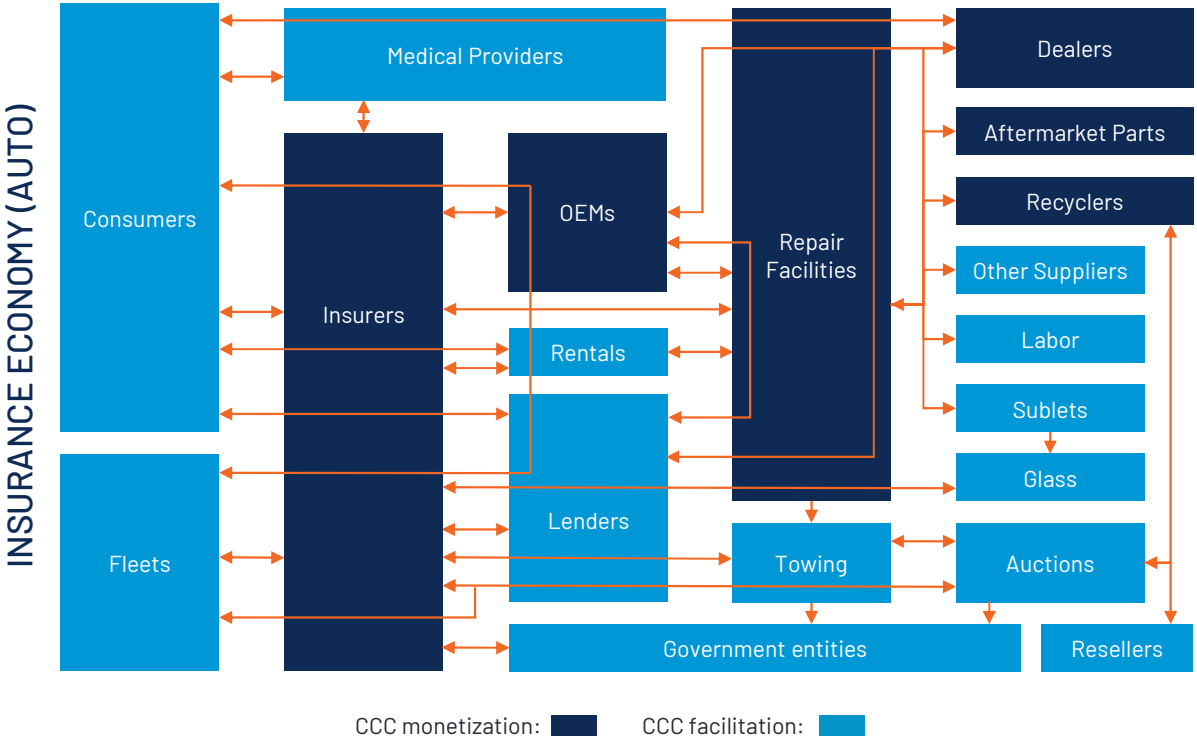 INSURANCE ECONOMY (AUTO)
Consumers
Medical Providers
Dealers
Aftermarket Parts
Recyclers
OEMs
Repair
Facilities
Other Suppliers
Insurers
Rentals
Labor
Sublets
Glass
Fleets
Lenders
Towing
Auctions
Government entities
Resellers
CCC monetization:
CCC facilitation: